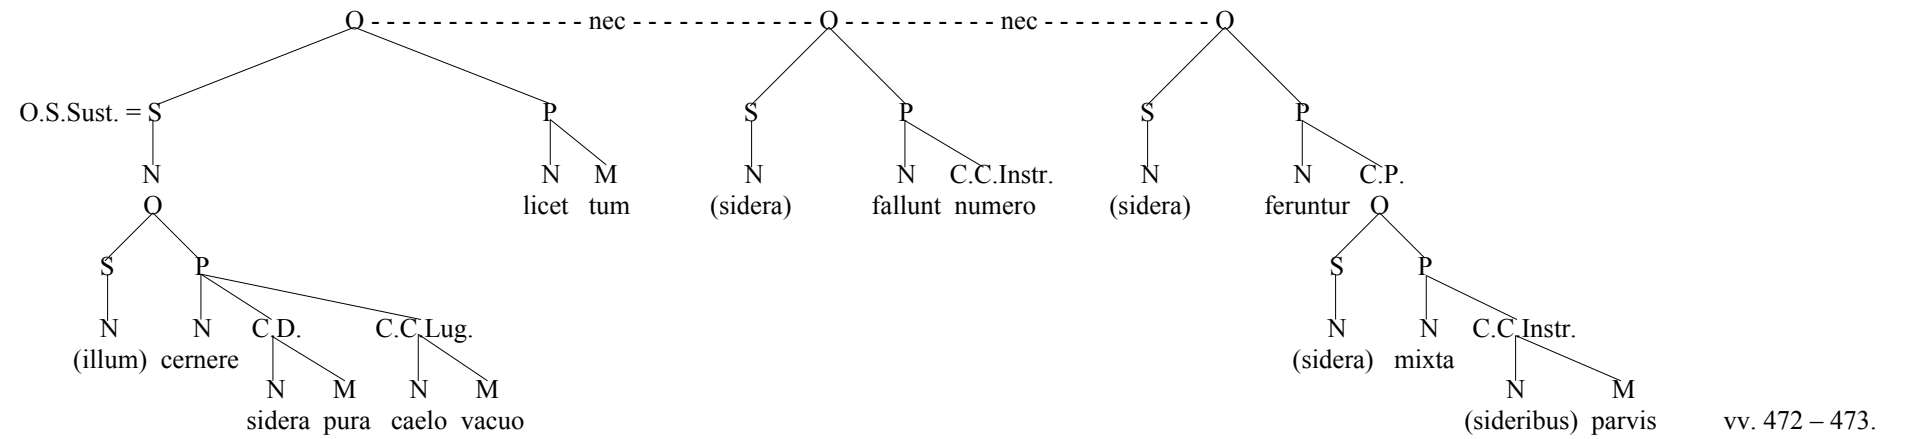 O - - - - - - - - - - - - - - nec - - - - - - - - - - - - O - - - - - - - - - - nec - - - - - - - - - - - O
O.S.Sust. = S P S P S P
N N M N N C.C.Instr. N N C.P.
licet tum (sidera) fallunt numero (sidera) feruntur O
O
S P S P
N N C.D. C.C.Lug. N N C.C.Instr.
(illum) cernere (sidera) mixta
N M N M N M
sidera pura caelo vacuo (sideribus) parvis vv. 472 – 473.